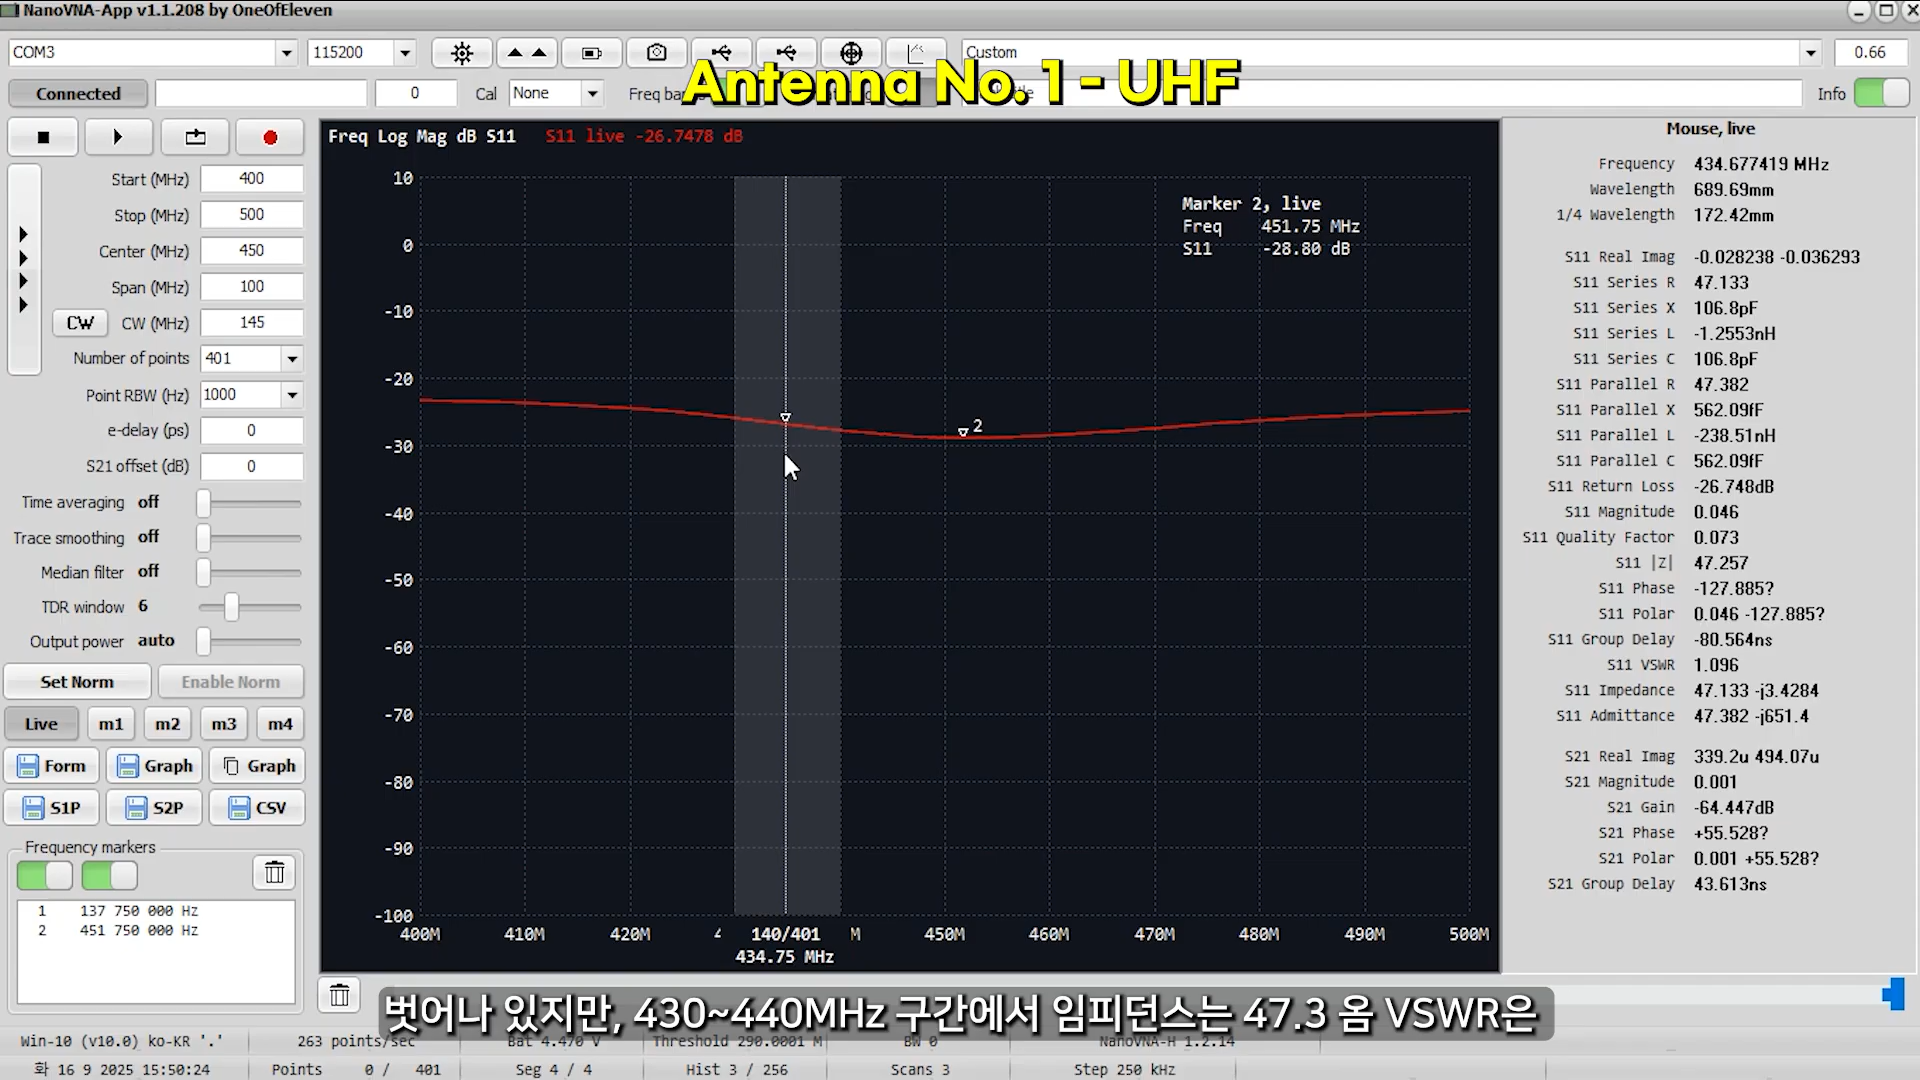 NanoVNA-App v1.1.208 by OneOfEleven
COM3
115200
Custom
0.66
Antenna No. 1 - UHF
Connected
0
Cal
None
Info
Freq Log Mag dB S11
S11 live -26.7478 dB
Mouse, live
Start (MHz) 400
Stop (MHz) 500
Center (MHz) 450
Span (MHz) 100
CW
CW (MHz) 145
Number of points 401
Point RBW (Hz) 1000
e-delay (ps) 0
S21 offset (dB) 0
Time averaging off
Trace smoothing off
Median filter off
TDR window 6
Output power auto
Set Norm
Enable Norm
Live m1 m2 m3 m4
Form Graph Graph
S1P S2P CSV
Frequency markers
1 137 750 000 Hz
2 451 750 000 Hz
10
0
-10
-20
-30
-40
-50
-60
-70
-80
-90
-100
Marker 2, live
Freq 451.75 MHz
S11 -28.80 dB
2
400M 410M 420M 140/401 M 450M 460M 470M 480M 490M 500M
434.75 MHz
Frequency 434.677419 MHz
Wavelength 689.69mm
1/4 Wavelength 172.42mm
S11 Real Imag -0.028238 -0.036293
S11 Series R 47.133
S11 Series X 106.8pF
S11 Series L -1.2553nH
S11 Series C 106.8pF
S11 Parallel R 47.382
S11 Parallel X 562.09fF
S11 Parallel L -238.51nH
S11 Parallel C 562.09fF
S11 Return Loss -26.748dB
S11 Magnitude 0.046
S11 Quality Factor 0.073
S11 |Z| 47.257
S11 Phase -127.885?
S11 Polar 0.046 -127.885?
S11 Group Delay -80.564ns
S11 VSWR 1.096
S11 Impedance 47.133 -j3.4284
S11 Admittance 47.382 -j651.4
S21 Real Imag 339.2u 494.07u
S21 Magnitude 0.001
S21 Gain -64.447dB
S21 Phase +55.528?
S21 Polar 0.001 +55.528?
S21 Group Delay 43.613ns
벗어나 있지만, 430~440MHz 구간에서 임피던스는 47.3 옴 VSWR은
Win-10 (v10.0) ko-KR '.' 263 points/sec Bat 4.470 V Threshold 290.0001 M BW 0 NanoVNA-H 1.2.14
화 16 9 2025 15:50:24 Points 0 / 401 Seg 4 / 4 Hist 3 / 256 Scans 3 Step 250 kHz